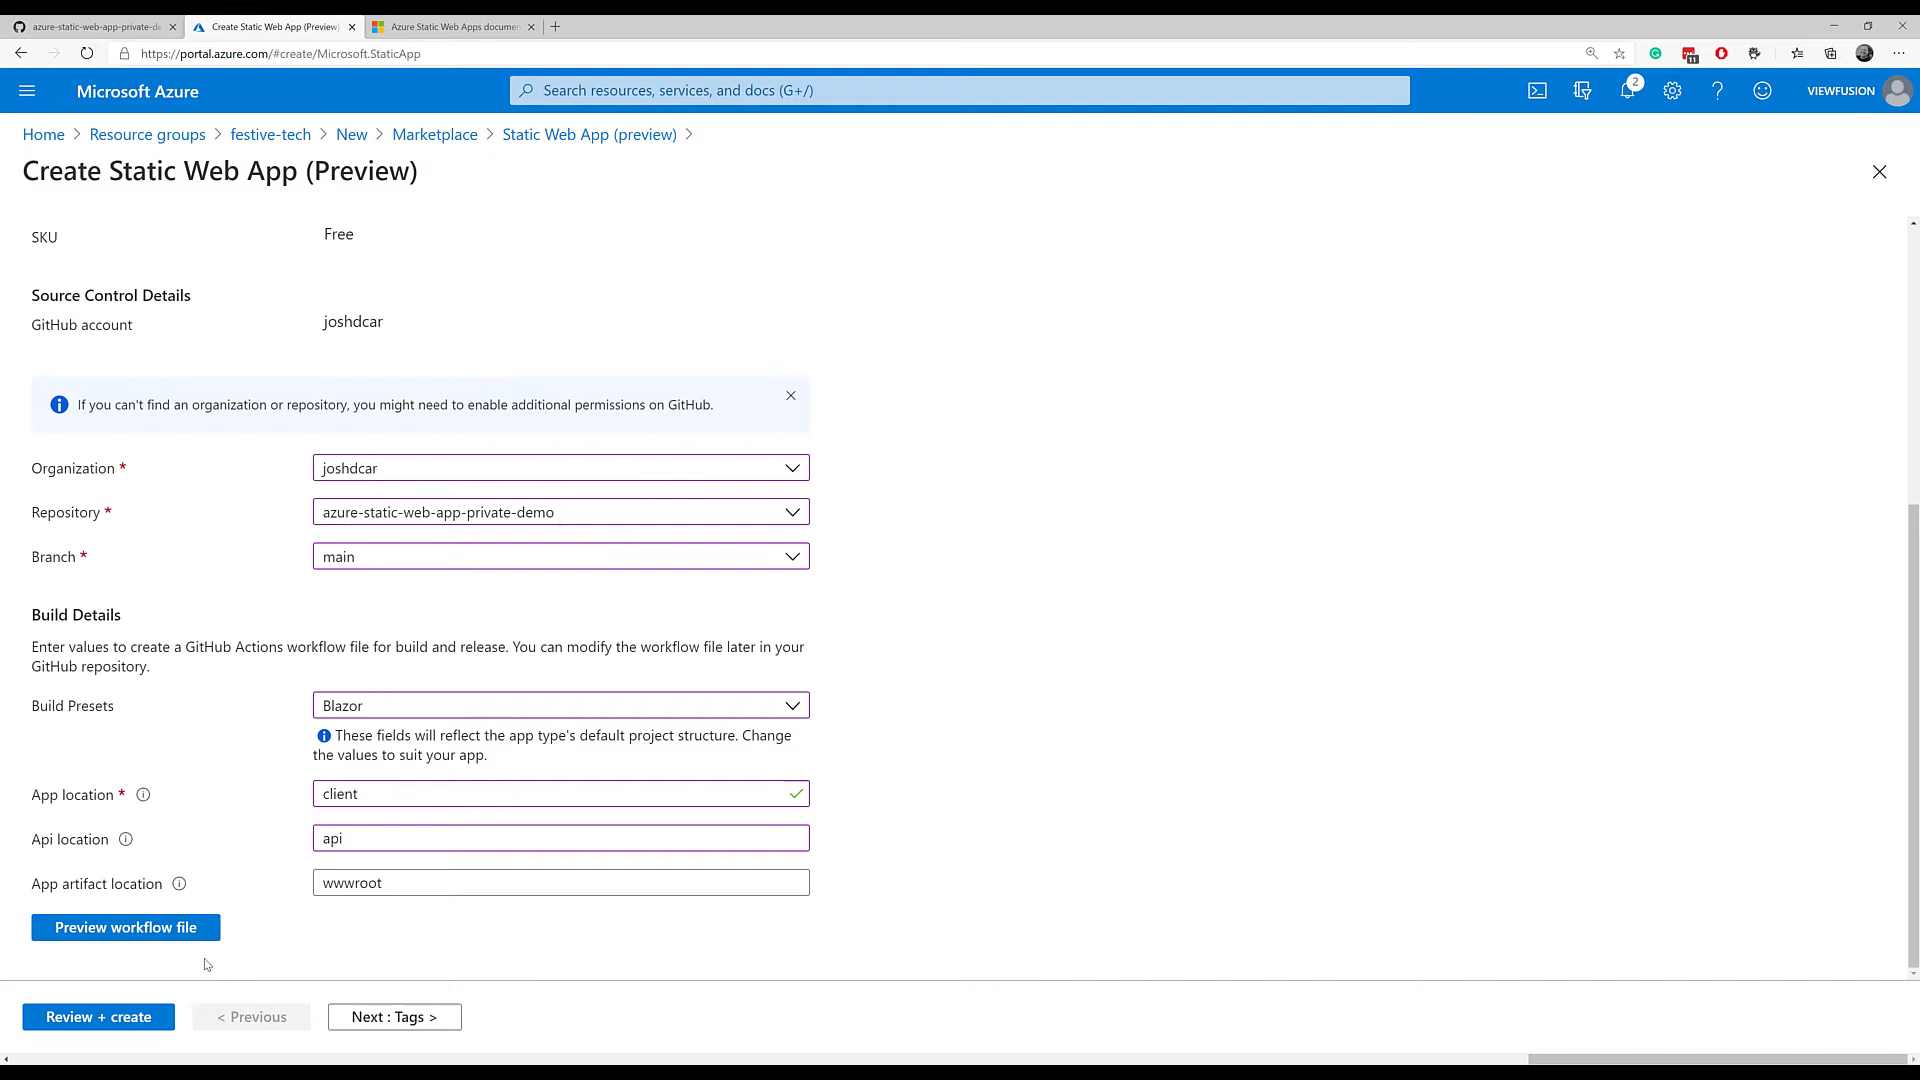 azure-static-web-app-private-de
Create Static Web App (Preview)
Azure Static Web Apps documen
https://portal.azure.com/#create/Microsoft.StaticApp
11
Microsoft Azure
Search resources, services, and docs (G+/)
2
VIEWFUSION
Home > Resource groups > festive-tech > New > Marketplace > Static Web App (preview) >
Create Static Web App (Preview)
SKU Free
Source Control Details
GitHub account joshdcar
If you can't find an organization or repository, you might need to enable additional permissions on GitHub.
Organization * joshdcar
Repository * azure-static-web-app-private-demo
Branch * main
Build Details
Enter values to create a GitHub Actions workflow file for build and release. You can modify the workflow file later in your
GitHub repository.
Build Presets Blazor
These fields will reflect the app type's default project structure. Change
the values to suit your app.
App location * client
Api location api
App artifact location wwwroot
Preview workflow file
Review + create
< Previous
Next : Tags >